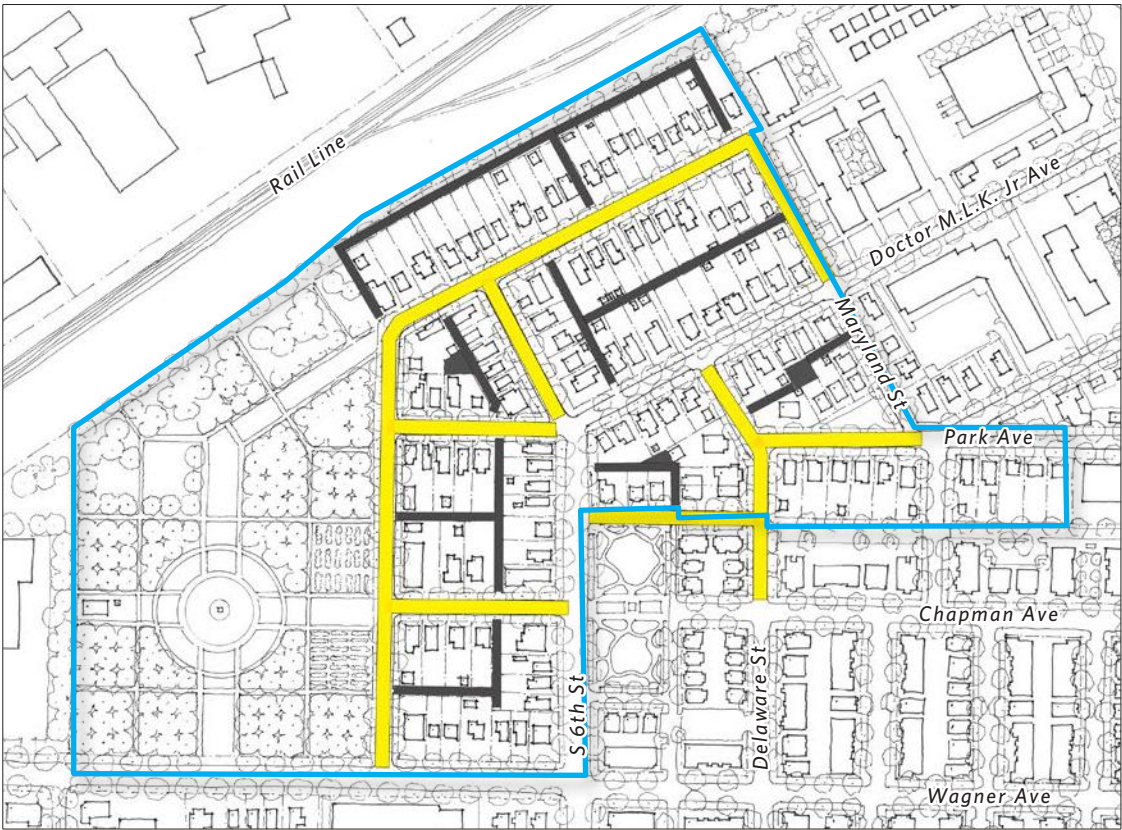 Rail Line
Doctor M.L.K. Jr Ave
Maryland St
Park Ave
Chapman Ave
S 6th St
Delaware St
Wagner Ave